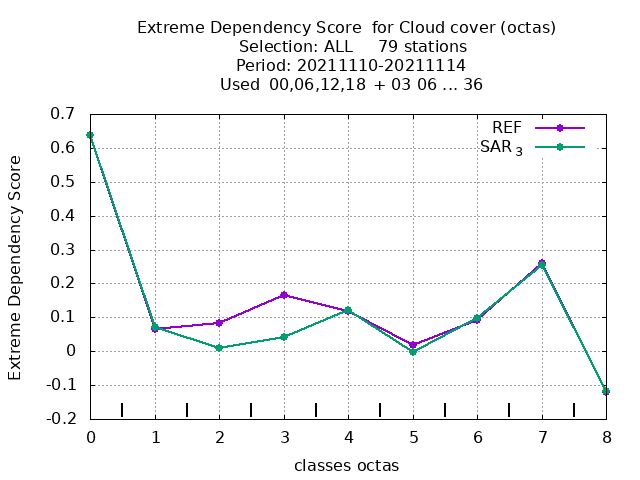 Extreme Dependency Score  for Cloud cover (octas)
Selection: ALL     79 stations
Period: 20211110-20211114
Used  00,06,12,18  + 03 06 ... 36
REF
SAR 3
Extreme Dependency Score
0.7
0.6
0.5
0.4
0.3
0.2
0.1
0
-0.1
-0.2
0 1 2 3 4 5 6 7 8
classes octas